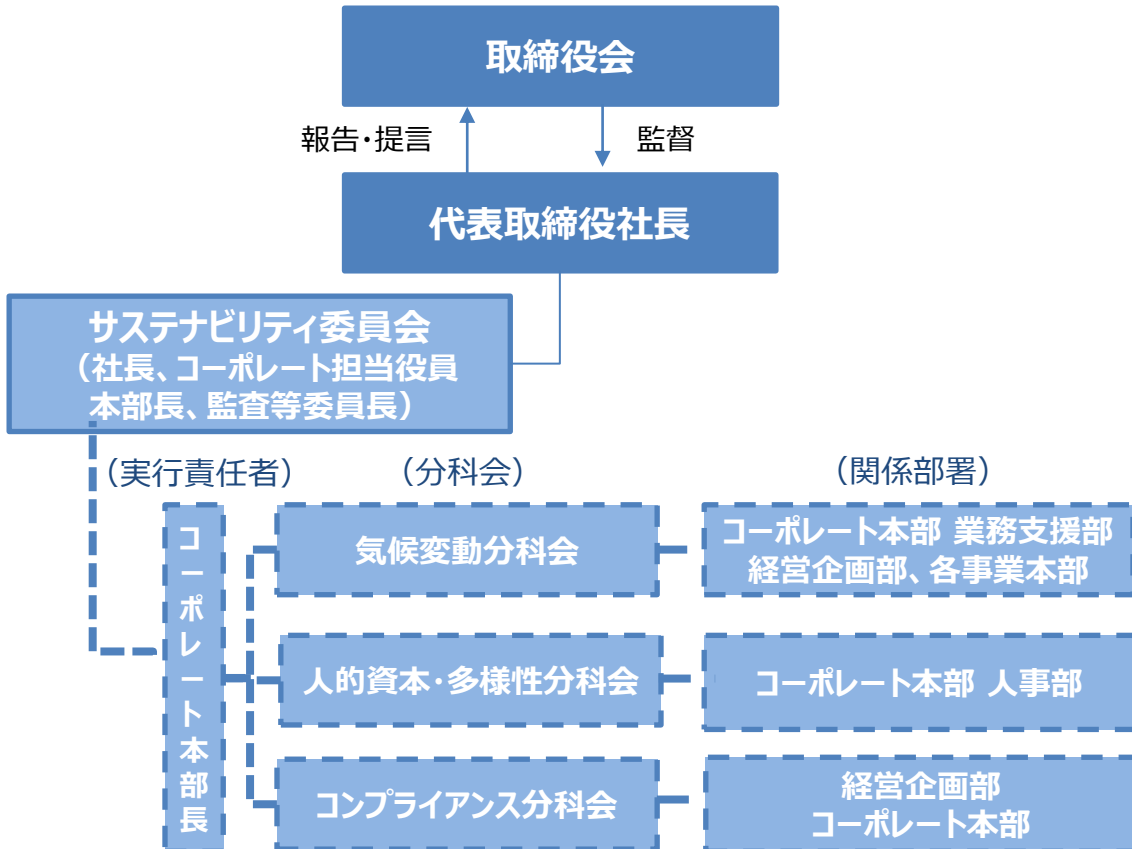 取締役会
報告・提言
監督
代表取締役社長
サステナビリティ委員会
（社長、コーポレート担当役員
本部長、監査等委員長）
（実行責任者）
（分科会）
（関係部署）
コーポレート本部長
気候変動分科会
コーポレート本部 業務支援部
経営企画部、各事業本部
人的資本・多様性分科会
コーポレート本部 人事部
コンプライアンス分科会
経営企画部
コーポレート本部